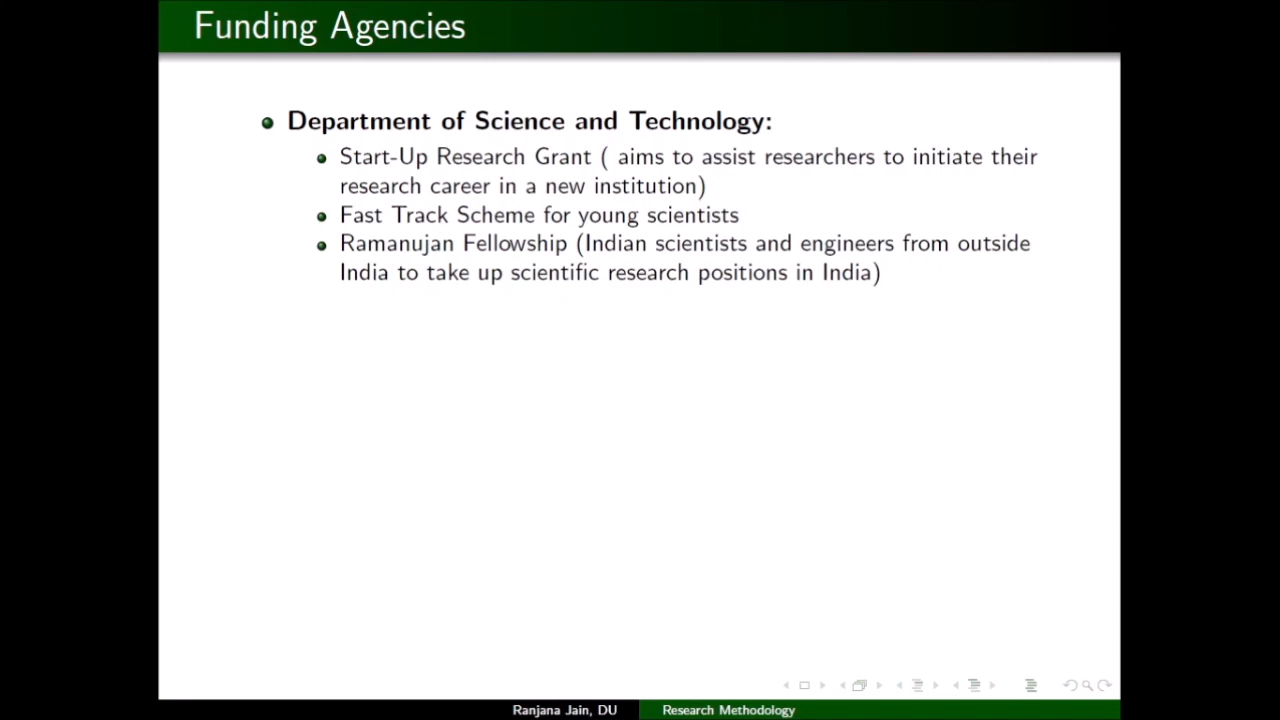 Funding Agencies
Department of Science and Technology:
Start-Up Research Grant ( aims to assist researchers to initiate their
research career in a new institution)
Fast Track Scheme for young scientists
Ramanujan Fellowship (Indian scientists and engineers from outside
India to take up scientific research positions in India)
Ranjana Jain, DU
Research Methodology